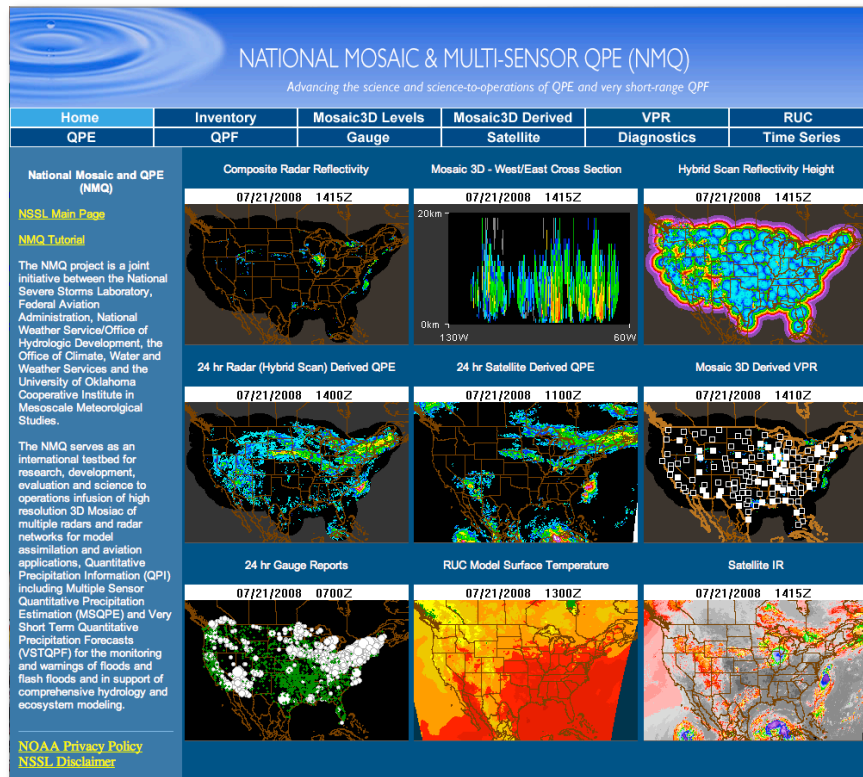 NATIONAL MOSAIC & MULTI-SENSOR QPE (NMQ)
Advancing the science and science-to-operations of QPE and very short-range QPF
Home Inventory Mosaic3D Levels Mosaic3D Derived VPR RUC
QPE QPF Gauge Satellite Diagnostics Time Series
National Mosaic and QPE
(NMQ)
NSSL Main Page
NMQ Tutorial
The NMQ project is a joint
initiative between the National
Severe Storms Laboratory,
Federal Aviation
Administration, National
Weather Service/Office of
Hydrologic Development, the
Office of Climate, Water and
Weather Services and the
University of Oklahoma
Cooperative Institute in
Mesoscale Meteorolgical
Studies.
The NMQ serves as an
international testbed for
research, development,
evaluation and science to
operations infusion of high
resolution 3D Mosiac of
multiple radars and radar
networks for model
assimilation and aviation
applications, Quantitative
Precipitation Information (QPI)
including Multiple Sensor
Quantitative Precipitation
Estimation (MSQPE) and Very
Short Term Quantitative
Precipitation Forecasts
(VSTQPF) for the monitoring
and warnings of floods and
flash floods and in support of
comprehensive hydrology and
ecosystem modeling.
NOAA Privacy Policy
NSSL Disclaimer
Composite Radar Reflectivity
07/21/2008 1415Z
Mosaic 3D - West/East Cross Section
07/21/2008 1415Z
20km
0km
130W 60W
Hybrid Scan Reflectivity Height
07/21/2008 1415Z
24 hr Radar (Hybrid Scan) Derived QPE
07/21/2008 1400Z
24 hr Satellite Derived QPE
07/21/2008 1100Z
Mosaic 3D Derived VPR
07/21/2008 1410Z
24 hr Gauge Reports
07/21/2008 0700Z
RUC Model Surface Temperature
07/21/2008 1300Z
Satellite IR
07/21/2008 1415Z